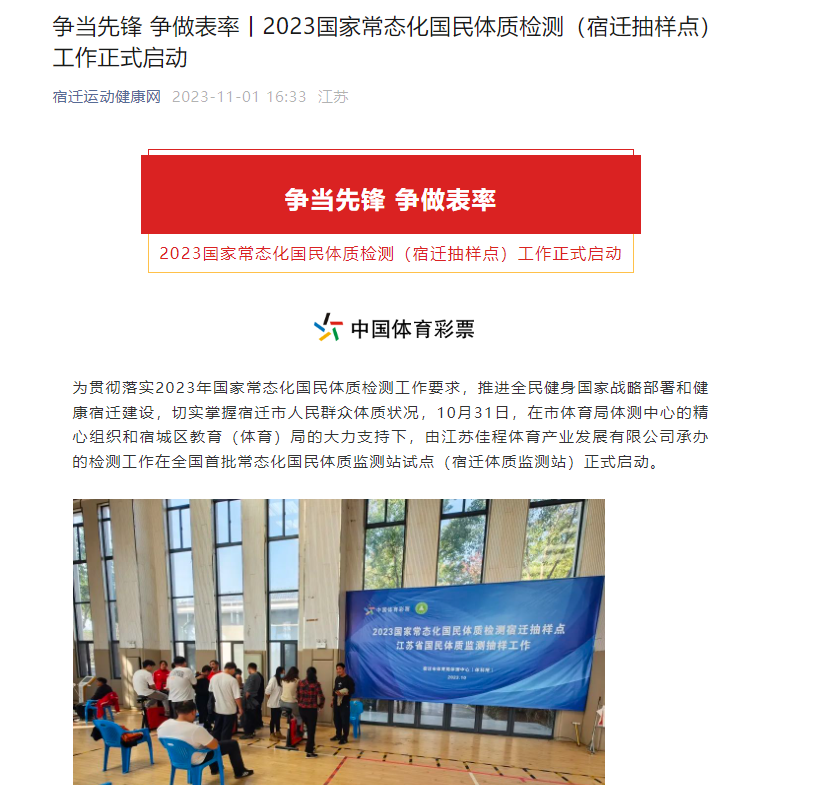 争当先锋 争做表率丨2023国家常态化国民体质检测（宿迁抽样点）
工作正式启动
宿迁运动健康网 2023-11-01 16:33 江苏
争当先锋 争做表率
2023国家常态化国民体质检测（宿迁抽样点）工作正式启动
中国体育彩票
为贯彻落实2023年国家常态化国民体质检测工作要求，推进全民健身国家战略部署和健
康宿迁建设，切实掌握宿迁市人民群众体质状况，10月31日，在市体育局体测中心的精
心组织和宿城区教育（体育）局的大力支持下，由江苏佳程体育产业发展有限公司承办
的检测工作在全国首批常态化国民体质监测站试点（宿迁体质监测站）正式启动。
中国体育彩票
2023国家常态化国民体质检测宿迁抽样点
江苏省国民体质监测抽样工作
2023.10